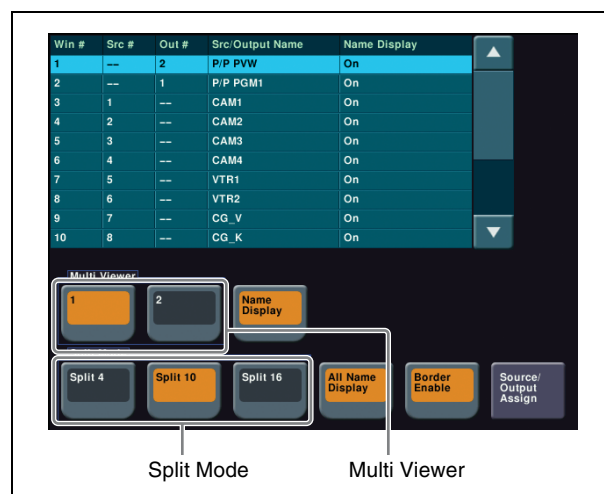 Win # Src # Out # Src/Output Name Name Display
1 -- 2 P/P PVW On
2 -- 1 P/P PGM1 On
3 1 -- CAM1 On
4 2 -- CAM2 On
5 3 -- CAM3 On
6 4 -- CAM4 On
7 5 -- VTR1 On
8 6 -- VTR2 On
9 7 -- CG_V On
10 8 -- CG_K On
Multi Viewer
1 2 Name
Display
Split 4 Split 10 Split 16 All Name Border Source/
Display Enable Output
Assign
Split Mode Multi Viewer